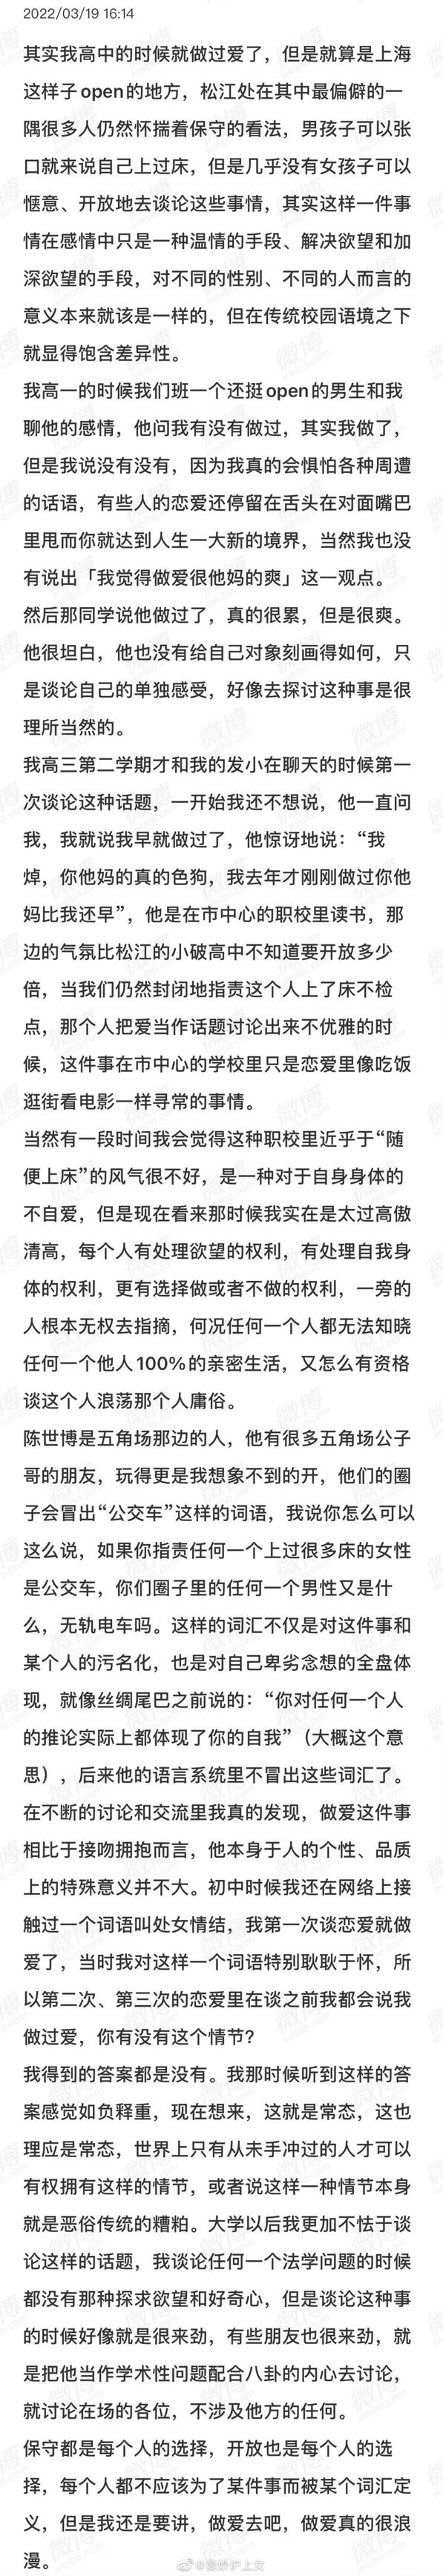 2022/03/19 16:14
其实我高中的时候就做过爱了，但是就算是上海
这样子open的地方，松江处在其中最偏僻的一
隅很多人仍然怀揣着保守的看法，男孩子可以张
口就来说自己上过床，但是几乎没有女孩子可以
惬意、开放地去谈论这些事情，其实这样一件事
情在感情中只是一种温情的手段、解决欲望和加
深欲望的手段，对不同的性别、不同的人而言的
意义本来就该是一样的，但在传统校园语境之下
就显得饱含差异性。
我高一的时候我们班一个还挺open的男生和我
聊他的感情，他问我有没有做过，其实我做了，
但是我说没有没有，因为我真的会惧怕各种周遭
的话语，有些人的恋爱还停留在舌头在对面嘴巴
里甩而你就达到人生一大新的境界，当然我也没
有说出「我觉得做爱很他妈的爽」这一观点。
然后那同学说他做过了，真的很累，但是很爽。
他很坦白，他也没有给自己对象刻画得如何，只
是谈论自己的单独感受，好像去探讨这种事是很
理所当然的。
我高三第二学期才和我的发小在聊天的时候第一
次谈论这种话题，一开始我还不想说，他一直问
我，我就说我早就做过了，他惊讶地说：“我
焯，你他妈的真的色狗，我去年才刚刚做过你他
妈比我还早”，他是在市中心的职校里读书，那
边的气氛比松江的小破高中不知道要开放多少
倍，当我们仍然封闭地指责这个人上了床不检
点，那个人把爱当作话题讨论出来不优雅的时
候，这件事在市中心的学校里只是恋爱里像吃饭
逛街看电影一样寻常的事情。
当然有一段时间我会觉得这种职校里近乎于“随
便上床”的风气很不好，是一种对于自身身体的
不自爱，但是现在看来那时候我实在是太过高傲
清高，每个人有处理欲望的权利，有处理自我身
体的权利，更有选择做或者不做的权利，一旁的
人根本无权去指摘，何况任何一个人都无法知晓
任何一个他人100%的亲密生活，又怎么有资格
谈这个人浪荡那个人庸俗。
陈世博是五角场那边的人，他有很多五角场公子
哥的朋友，玩得更是我想象不到的开，他们的圈
子会冒出“公交车”这样的词语，我说你怎么可以
这么说，如果你指责任何一个上过很多床的女性
是公交车，你们圈子里的任何一个男性又是什
么，无轨电车吗。这样的词汇不仅是对这件事和
某个人的污名化，也是对自己卑劣念想的全盘体
现，就像丝绸尾巴之前说的：“你对任何一个人
的推论实际上都体现了你的自我”（大概这个意
思），后来他的语言系统里不冒出这些词汇了。
在不断的讨论和交流里我真的发现，做爱这件事
相比于接吻拥抱而言，他本身于人的个性、品质
上的特殊意义并不大。初中时候我还在网络上接
触过一个词语叫处女情结，我第一次谈恋爱就做
爱了，当时我对这样一个词语特别耿耿于怀，所
以第二次、第三次的恋爱里在谈之前我都会说我
做过爱，你有没有这个情节？
我得到的答案都是没有。我那时候听到这样的答
案感觉如负释重，现在想来，这就是常态，这也
理应是常态，世界上只有从未手冲过的人才可以
有权拥有这样的情节，或者说这样一种情节本身
就是恶俗传统的糟粕。大学以后我更加不怯于谈
论这样的话题，我谈论任何一个法学问题的时候
都没有那种探求欲望和好奇心，但是谈论这种事
的时候好像就是很来劲，有些朋友也很来劲，就
是把他当作学术性问题配合八卦的内心去讨论，
就讨论在场的各位，不涉及他方的任何。
保守都是每个人的选择，开放也是每个人的选
择，每个人都不应该为了某件事而被某个词汇定
义，但是我还是要讲，做爱去吧，做爱真的很浪
漫。